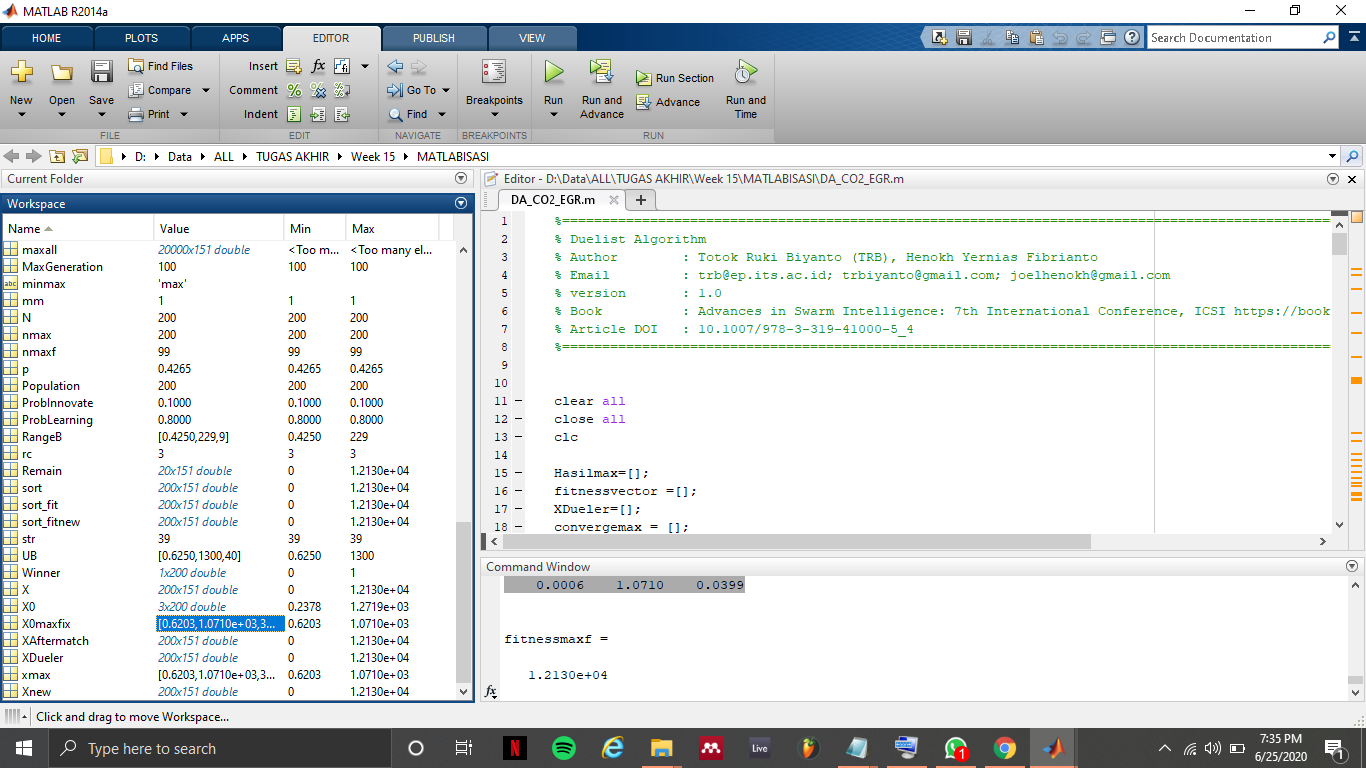 MATLAB R2014a
HOME PLOTS APPS EDITOR PUBLISH VIEW
Search Documentation
New Open Save Find Files Compare Print
Insert fx
Comment
Indent
Go To
Find
Breakpoints
Run Run and Advance Run Section Advance Run and Time
FILE EDIT NAVIGATE BREAKPOINTS RUN
D: Data ALL TUGAS AKHIR Week 15 MATLABISASI
Current Folder
Workspace
Name Value Min Max
maxall 20000x151 double <Too m... <Too many el...
MaxGeneration 100 100 100
abc minmax 'max'
mm 1 1 1
N 200 200 200
nmax 200 200 200
nmaxf 99 99 99
p 0.4265 0.4265 0.4265
Population 200 200 200
ProbInnovate 0.1000 0.1000 0.1000
ProbLearning 0.8000 0.8000 0.8000
RangeB [0.4250,229,9] 0.4250 229
rc 3 3 3
Remain 20x151 double 0 1.2130e+04
sort 200x151 double 0 1.2130e+04
sort_fit 200x151 double 0 1.2130e+04
sort_fitnew 200x151 double 0 1.2130e+04
str 39 39 39
UB [0.6250,1300,40] 0.6250 1300
Winner 1x200 double 0 1
X 200x151 double 0 1.2130e+04
X0 3x200 double 0.2378 1.2719e+03
X0maxfix [0.6203,1.0710e+03,3... 0.6203 1.0710e+03
XAftermatch 200x151 double 0 1.2130e+04
XDueler 200x151 double 0 1.2130e+04
xmax [0.6203,1.0710e+03,3... 0.6203 1.0710e+03
Xnew 200x151 double 0 1.2130e+04
Editor - D:\Data\ALL\TUGAS AKHIR\Week 15\MATLABISASI\DA_CO2_EGR.m
DA_CO2_EGR.m
1 %==========================================================================================
2 % Duelist Algorithm
3 % Author : Totok Ruki Biyanto (TRB), Henokh Yernias Fibrianto
4 % Email : trb@ep.its.ac.id; trbiyanto@gmail.com; joelhenokh@gmail.com
5 % version : 1.0
6 % Book : Advances in Swarm Intelligence: 7th International Conference, ICSI https://book
7 % Article DOI : 10.1007/978-3-319-41000-5_4
8 %==========================================================================================
9
10
11 - clear all
12 - close all
13 - clc
14
15 - Hasilmax=[];
16 - fitnessvector =[];
17 - XDueler=[];
18 - convergemax = [];
Command Window
0.0006 1.0710 0.0399
fitnessmaxf =
1.2130e+04
fx
Click and drag to move Workspace...
Type here to search
Live
1
7:35 PM
6/25/2020
1